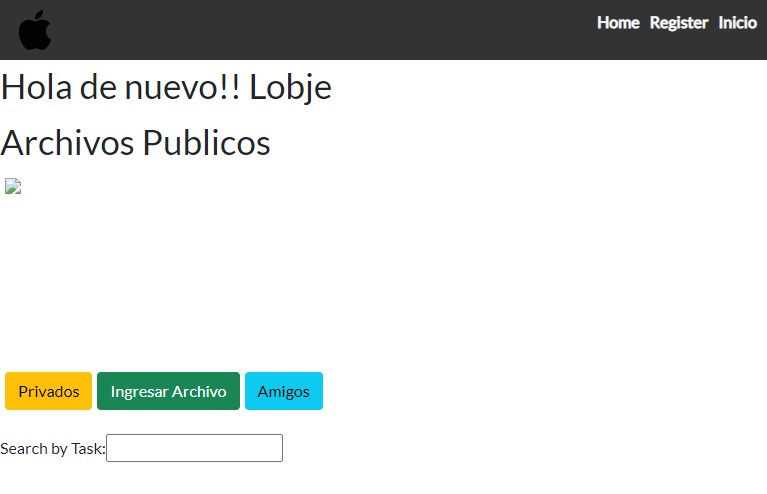 Home Register Inicio
Hola de nuevo!! Lobje
Archivos Publicos
Privados Ingresar Archivo Amigos
Search by Task: